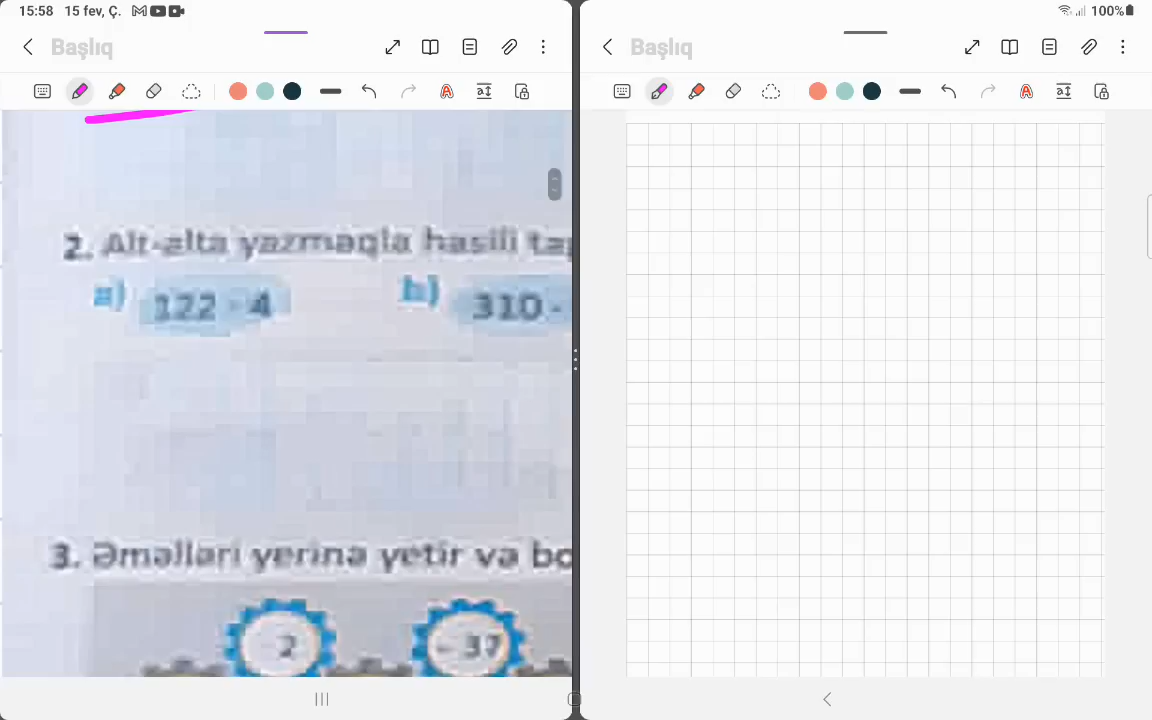 15:58 15 fev, Ç. 100%
Başlıq
Başlıq
2. Alt-alta yazmaqla hasili
a) 122 · 4 b) 310 ·
3. Əməlləri yerinə yetir və bo
2 - 37